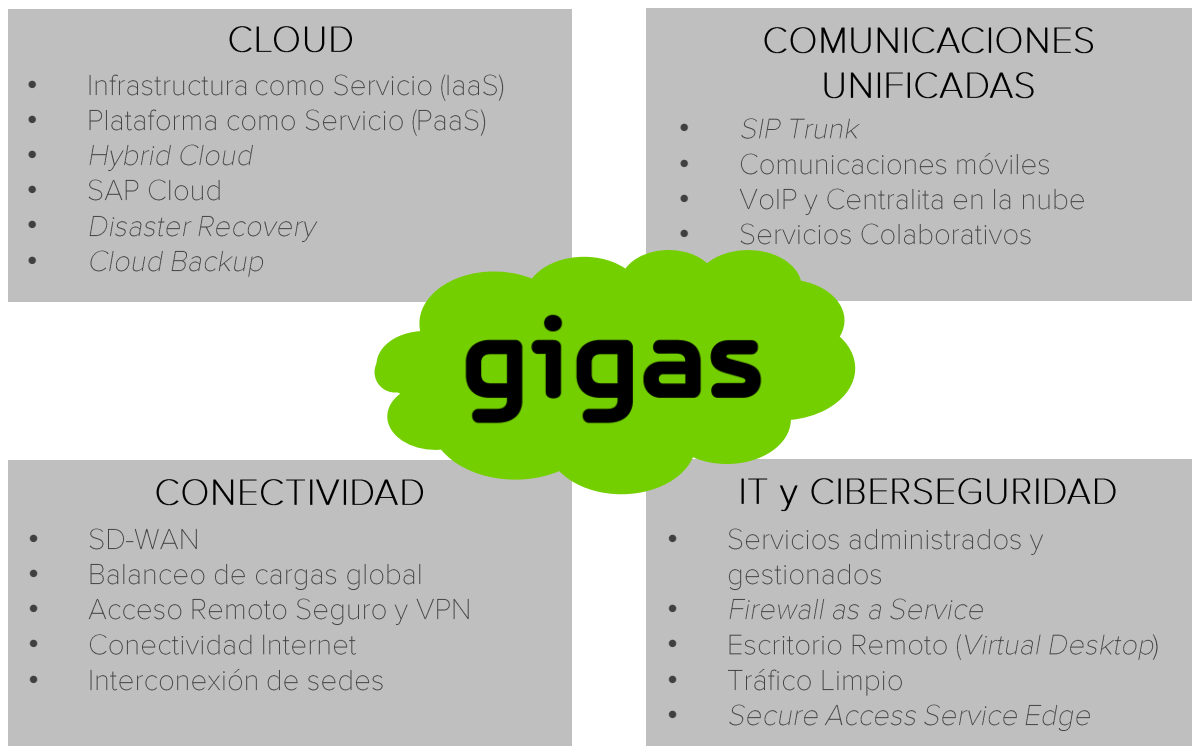 CLOUD
• Infrastructura como Servicio (IaaS)
• Plataforma como Servicio (PaaS)
• Hybrid Cloud
• SAP Cloud
• Disaster Recovery
• Cloud Backup
COMUNICACIONES
UNIFICADAS
• SIP Trunk
• Comunicaciones móviles
• VoIP y Centralita en la nube
• Servicios Colaborativos
gigas
CONECTIVIDAD
• SD-WAN
• Balanceo de cargas global
• Acceso Remoto Seguro y VPN
• Conectividad Internet
• Interconexión de sedes
IT y CIBERSEGURIDAD
• Servicios administrados y
gestionados
• Firewall as a Service
• Escritorio Remoto (Virtual Desktop)
• Tráfico Limpio
• Secure Access Service Edge